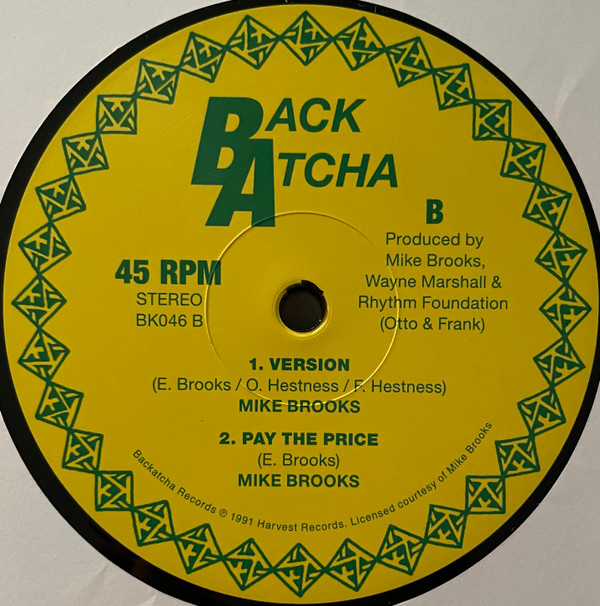 BACK
ATCHA
B
Produced by
Mike Brooks,
Wayne Marshall &
Rhythm Foundation
(Otto & Frank)
45 RPM
STEREO
BK046 B
1. VERSION
(E. Brooks / O. Hestness / F. Hestness)
MIKE BROOKS
2. PAY THE PRICE
(E. Brooks)
MIKE BROOKS
Backatcha Records ℗ 1991 Harvest Records. Licensed courtesy of Mike Brooks